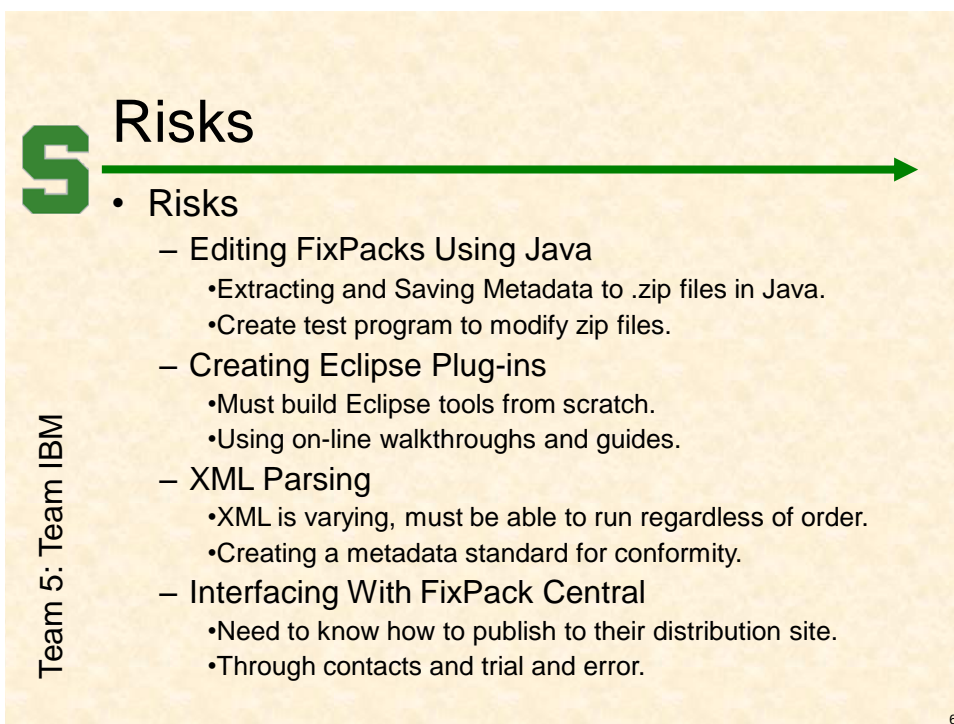 Risks
S
• Risks
– Editing FixPacks Using Java
•Extracting and Saving Metadata to .zip files in Java.
•Create test program to modify zip files.
– Creating Eclipse Plug-ins
•Must build Eclipse tools from scratch.
•Using on-line walkthroughs and guides.
– XML Parsing
•XML is varying, must be able to run regardless of order.
•Creating a metadata standard for conformity.
– Interfacing With FixPack Central
•Need to know how to publish to their distribution site.
•Through contacts and trial and error.
Team 5: Team IBM
6